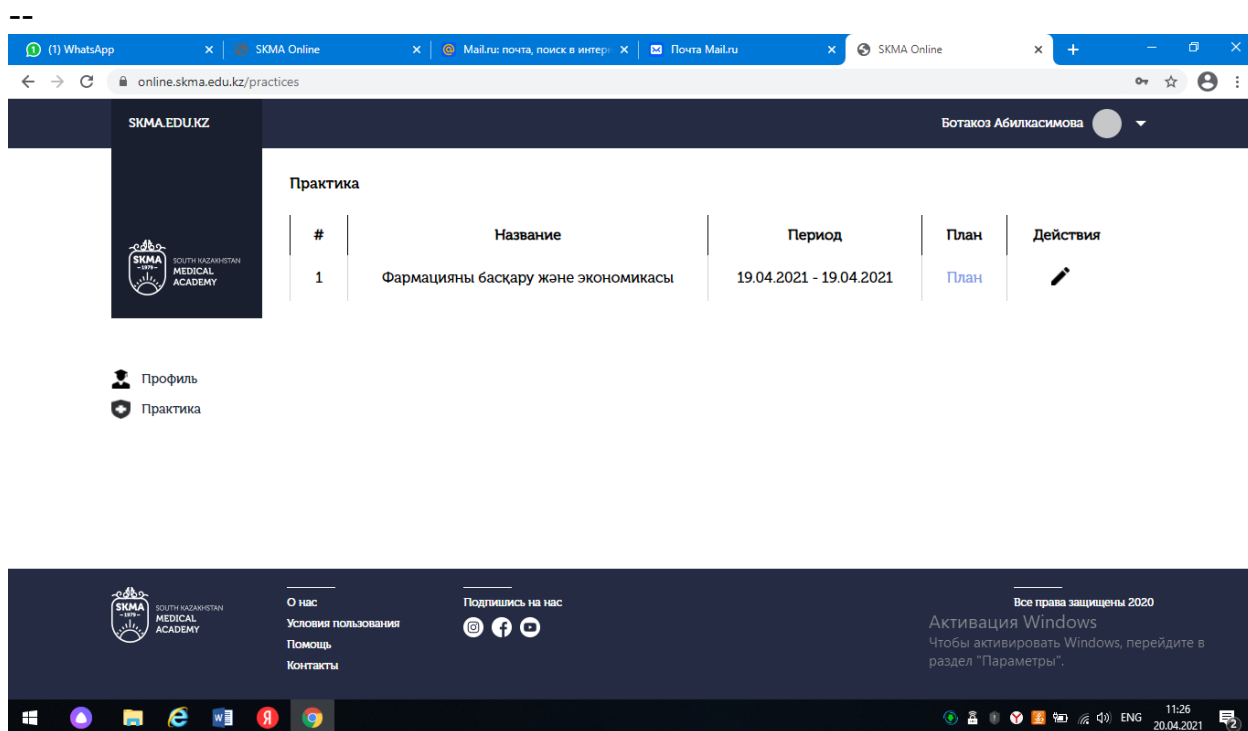 --
(1) WhatsApp
SKMA Online
Mail.ru: почта, поиск в интер
Почта Mail.ru
SKMA Online
online.skma.edu.kz/practices
SKMA.EDU.KZ
Ботакоз Абилкасимова
SKMA
-1979-
SOUTH KAZAKHSTAN
MEDICAL
ACADEMY
Практика
# Название Период План Действия
1 Фармацияны басқару және экономикасы 19.04.2021 - 19.04.2021 План
Профиль
Практика
SKMA
-1979-
SOUTH KAZAKHSTAN
MEDICAL
ACADEMY
О нас
Условия пользования
Помощь
Контакты
Подпишись на нас
Все права защищены 2020
Активация Windows
Чтобы активировать Windows, перейдите в
раздел "Параметры".
ENG
11:26
20.04.2021
2